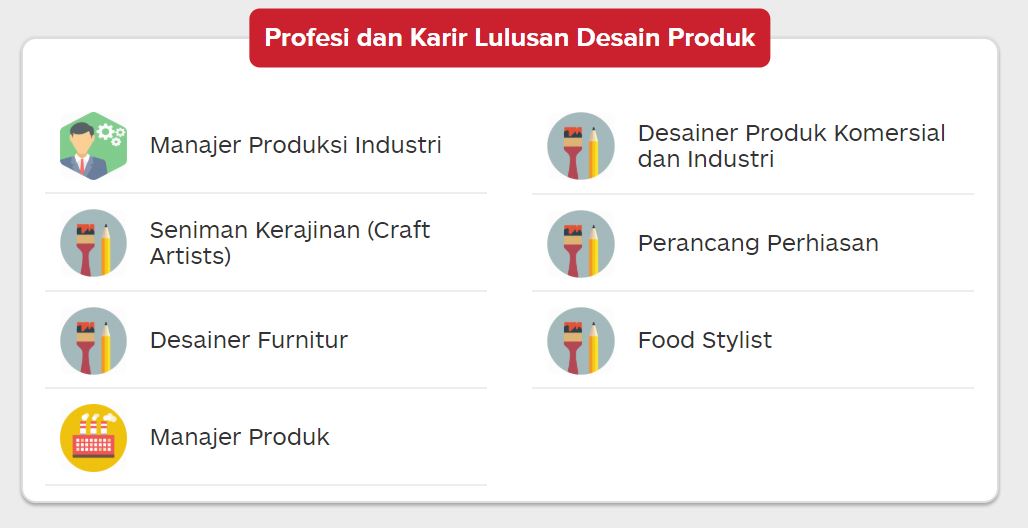 Profesi dan Karir Lulusan Desain Produk
Manajer Produksi Industri
Desainer Produk Komersial
dan Industri
Seniman Kerajinan (Craft
Artists)
Perancang Perhiasan
Desainer Furnitur
Food Stylist
Manajer Produk